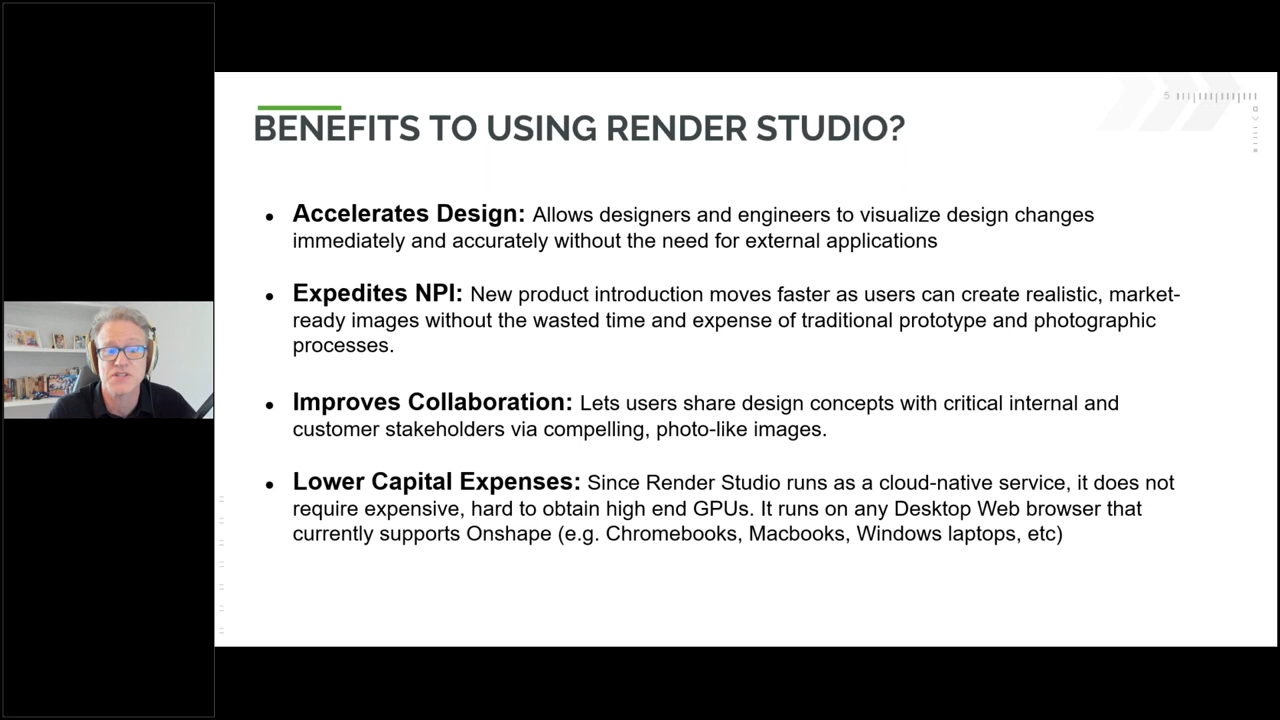 5
BENEFITS TO USING RENDER STUDIO?
● Accelerates Design: Allows designers and engineers to visualize design changes
immediately and accurately without the need for external applications
● Expedites NPI: New product introduction moves faster as users can create realistic, market-
ready images without the wasted time and expense of traditional prototype and photographic
processes.
● Improves Collaboration: Lets users share design concepts with critical internal and
customer stakeholders via compelling, photo-like images.
● Lower Capital Expenses: Since Render Studio runs as a cloud-native service, it does not
require expensive, hard to obtain high end GPUs. It runs on any Desktop Web browser that
currently supports Onshape (e.g. Chromebooks, Macbooks, Windows laptops, etc)